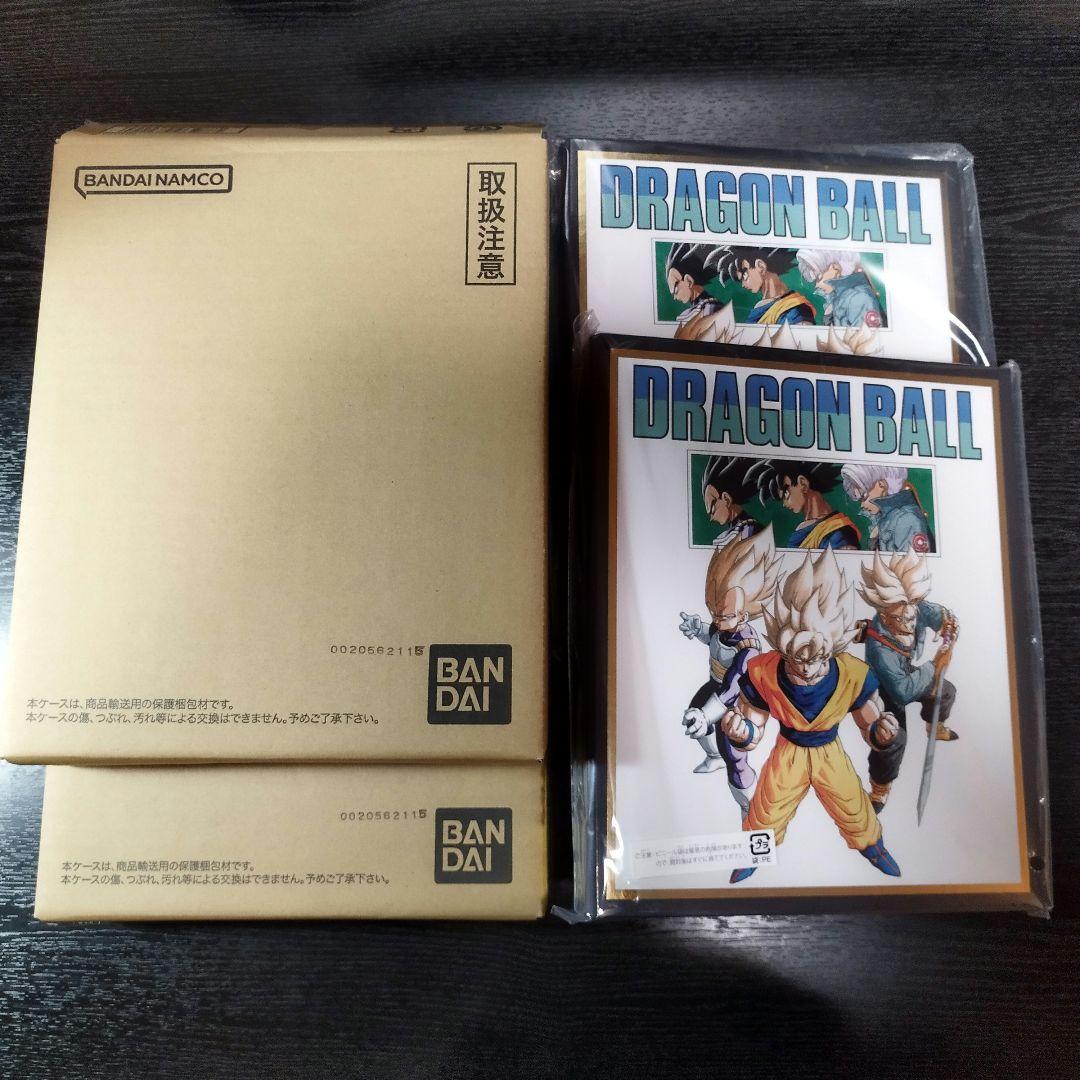 BANDAI NAMCO
取扱注意
0020562115
BAN
DAI
本ケースは、商品輸送用の保護梱包材です。
本ケースの傷、つぶれ、汚れ等による交換はできません。予めご了承下さい。
0020562115
BAN
DAI
本ケースは、商品輸送用の保護梱包材です。
本ケースの傷、つぶれ、汚れ等による交換はできません。予めご了承下さい。
DRAGON BALL
DRAGON BALL
プラ
袋:PE